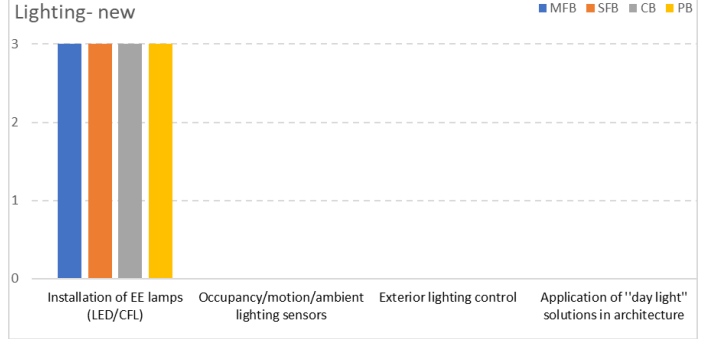 Lighting- new
MFB SFB CB PB
3
2
1
0
Installation of EE lamps
(LED/CFL)
Occupancy/motion/ambient
lighting sensors
Exterior lighting control
Application of "day light"
solutions in architecture